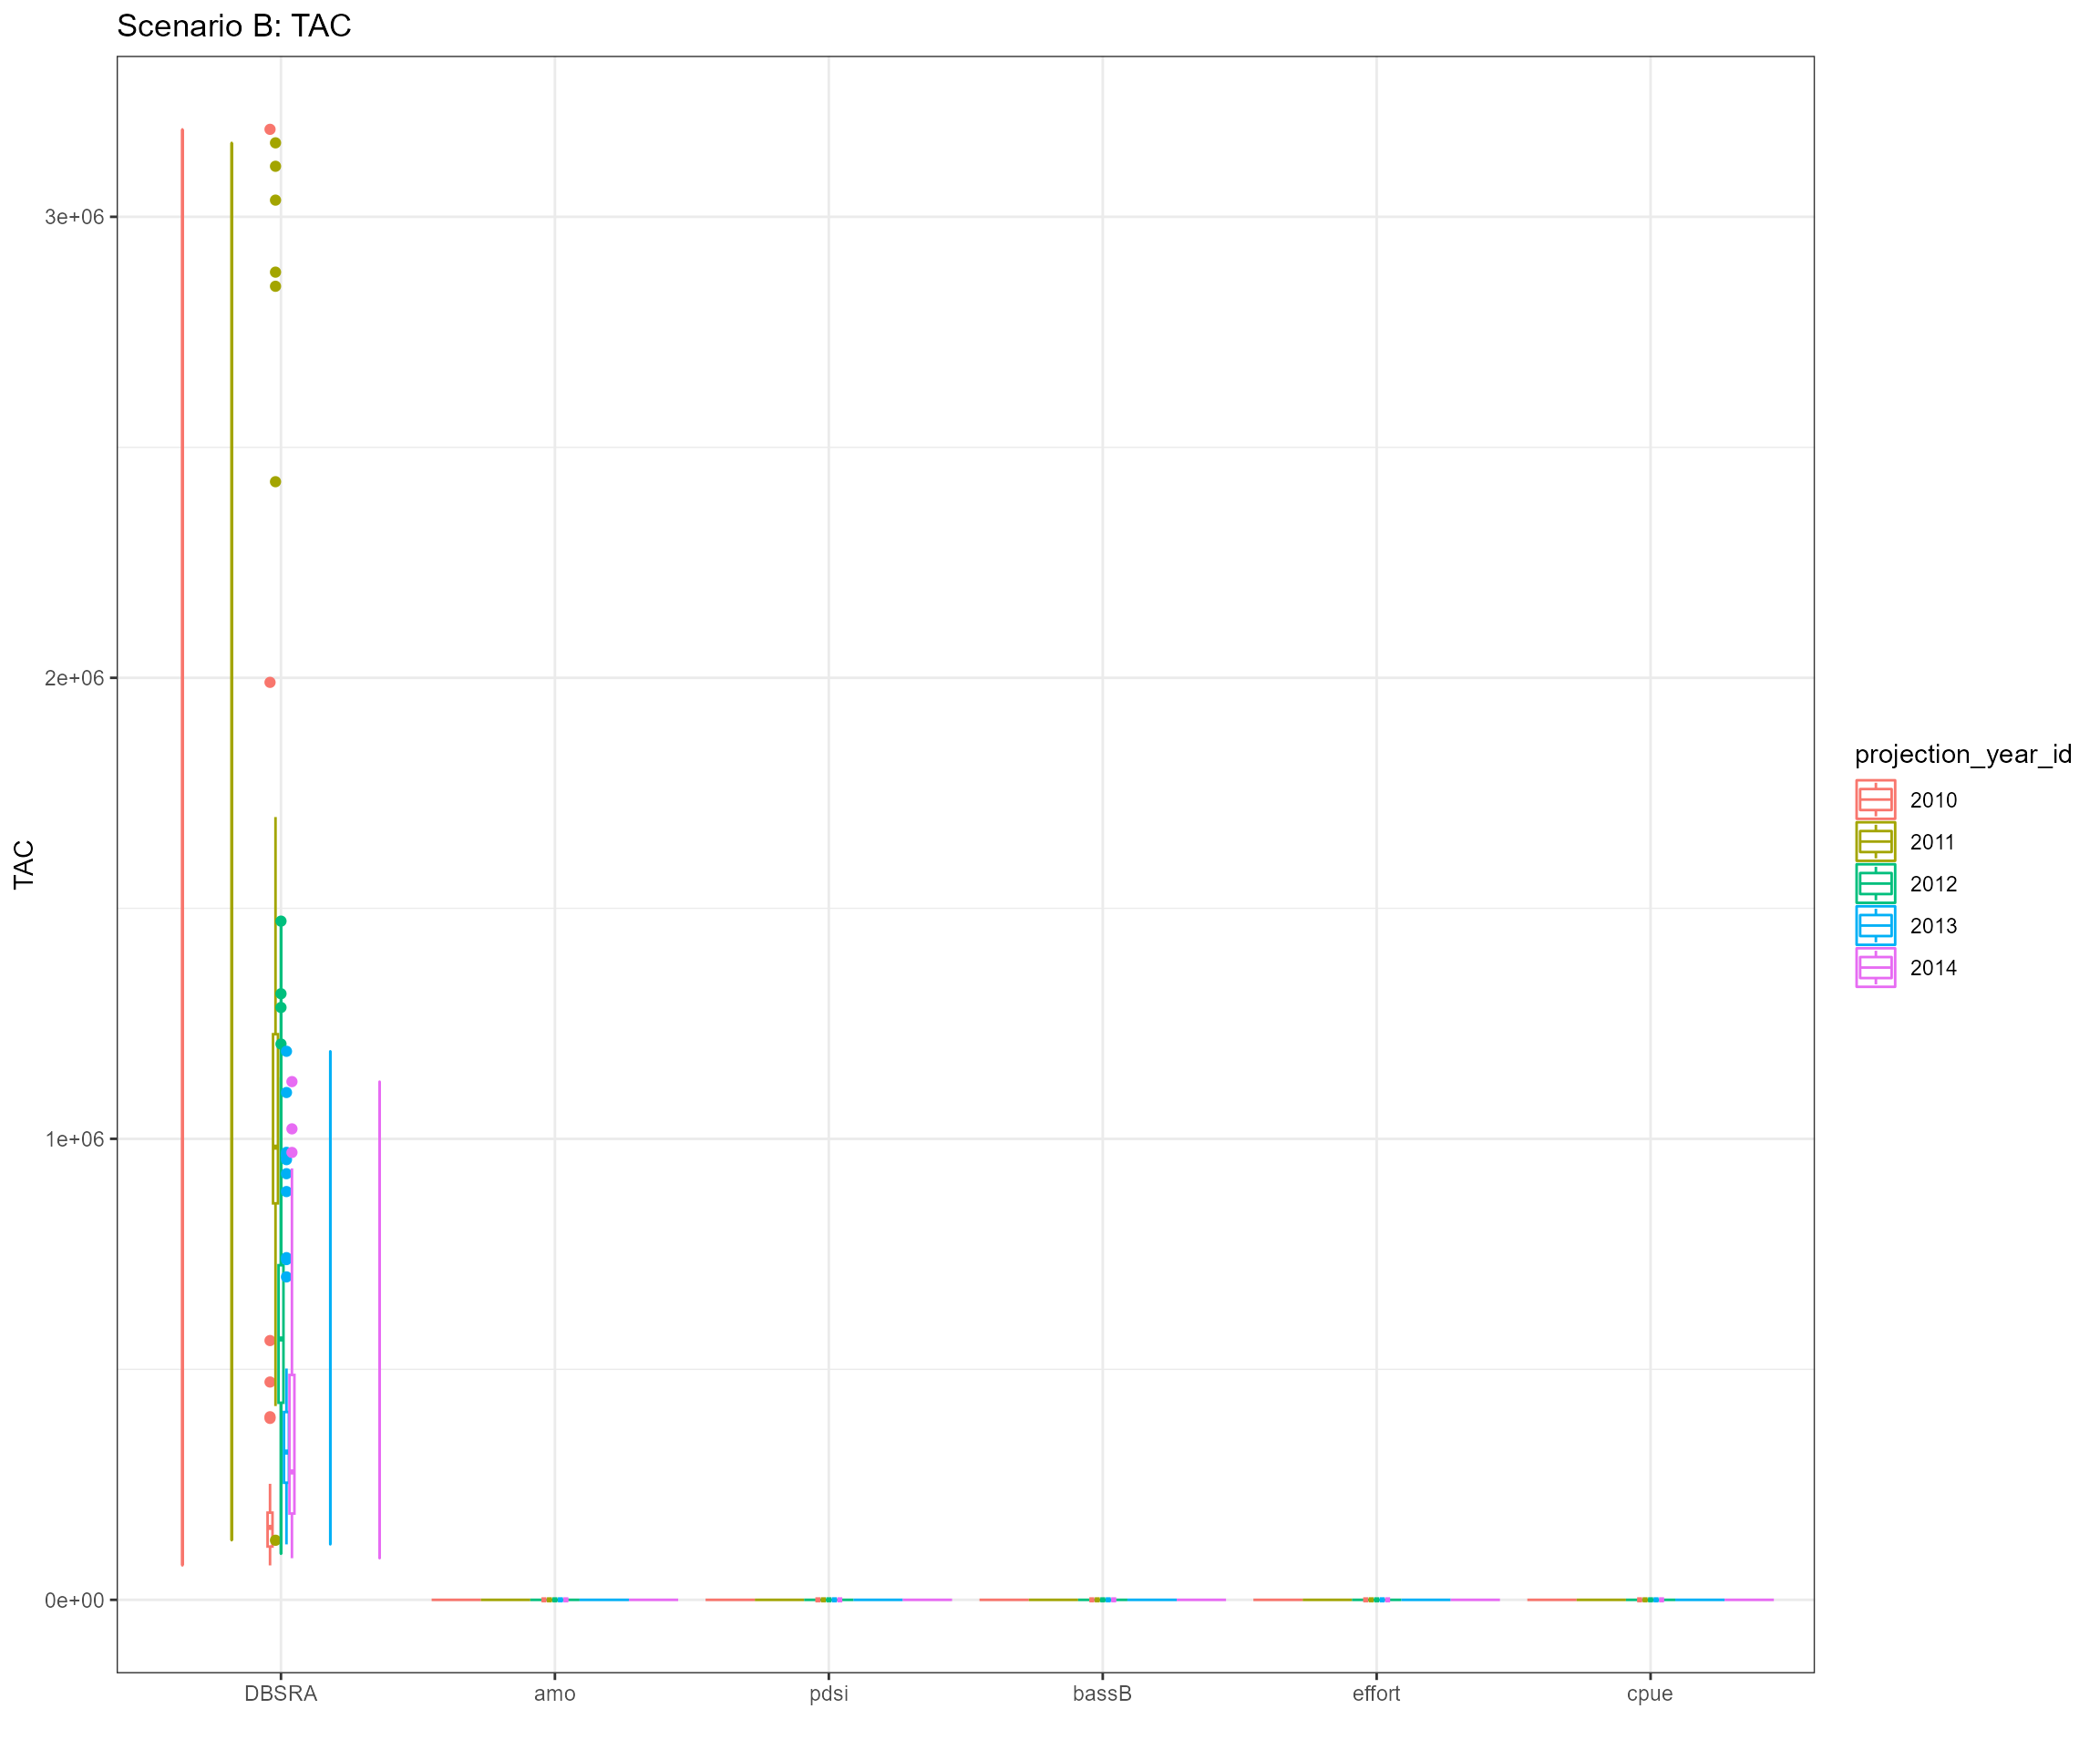 Scenario B: TAC
3e+06
2e+06
1e+06
0e+00
TAC
DBSRA amo pdsi bassB effort cpue
projection_year_id
2010
2011
2012
2013
2014